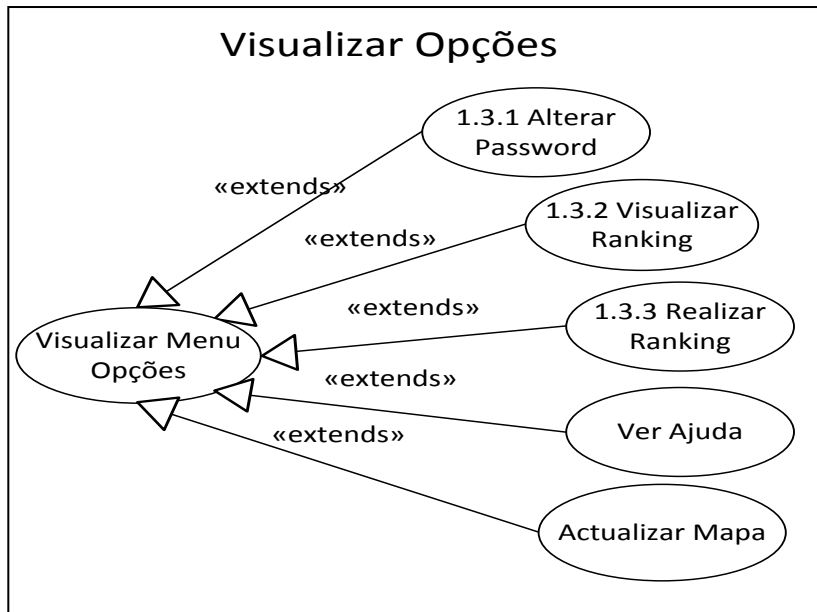 Visualizar Opções
1.3.1 Alterar
Password
«extends»
1.3.2 Visualizar
Ranking
«extends»
1.3.3 Realizar
Ranking
«extends»
Visualizar Menu
Opções
«extends»
Ver Ajuda
«extends»
Actualizar Mapa